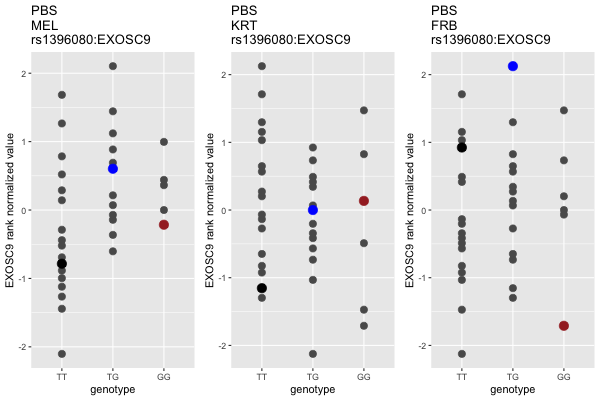 PBS
MEL
rs1396080:EXOSC9
EXOSC9 rank normalized value
2
1
0
-1
-2
TT TG GG
genotype
PBS
KRT
rs1396080:EXOSC9
EXOSC9 rank normalized value
2
1
0
-1
-2
TT TG GG
genotype
PBS
FRB
rs1396080:EXOSC9
EXOSC9 rank normalized value
2
1
0
-1
-2
TT TG GG
genotype